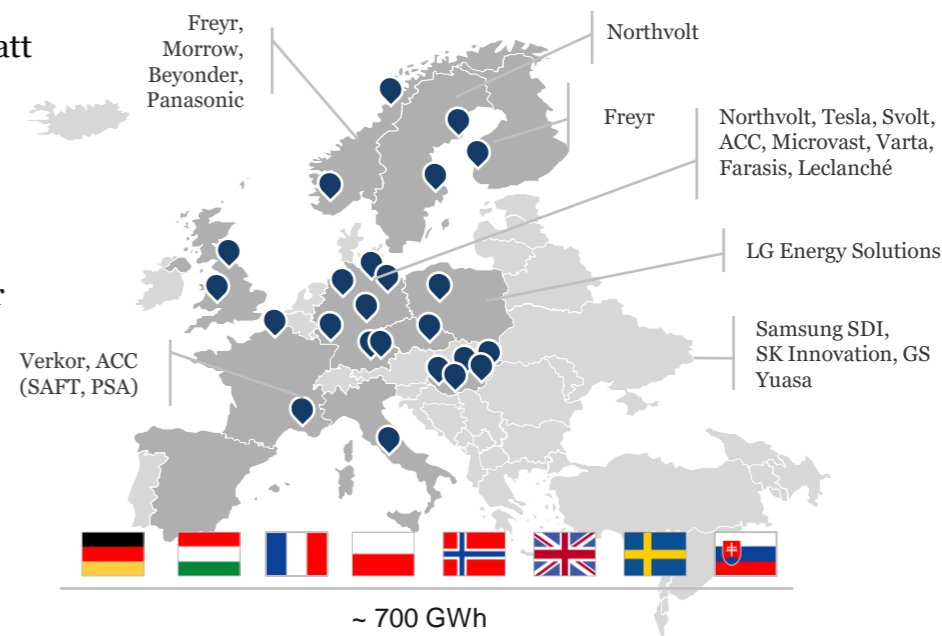 Freyr,
Morrow,
Beyonder,
Panasonic
att
Northvolt
Freyr
Northvolt, Tesla, Svolt,
ACC, Microvast, Varta,
Farasis, Leclanché
LG Energy Solutions
r
Samsung SDI,
SK Innovation, GS
Yuasa
Verkor, ACC
(SAFT, PSA)
~ 700 GWh